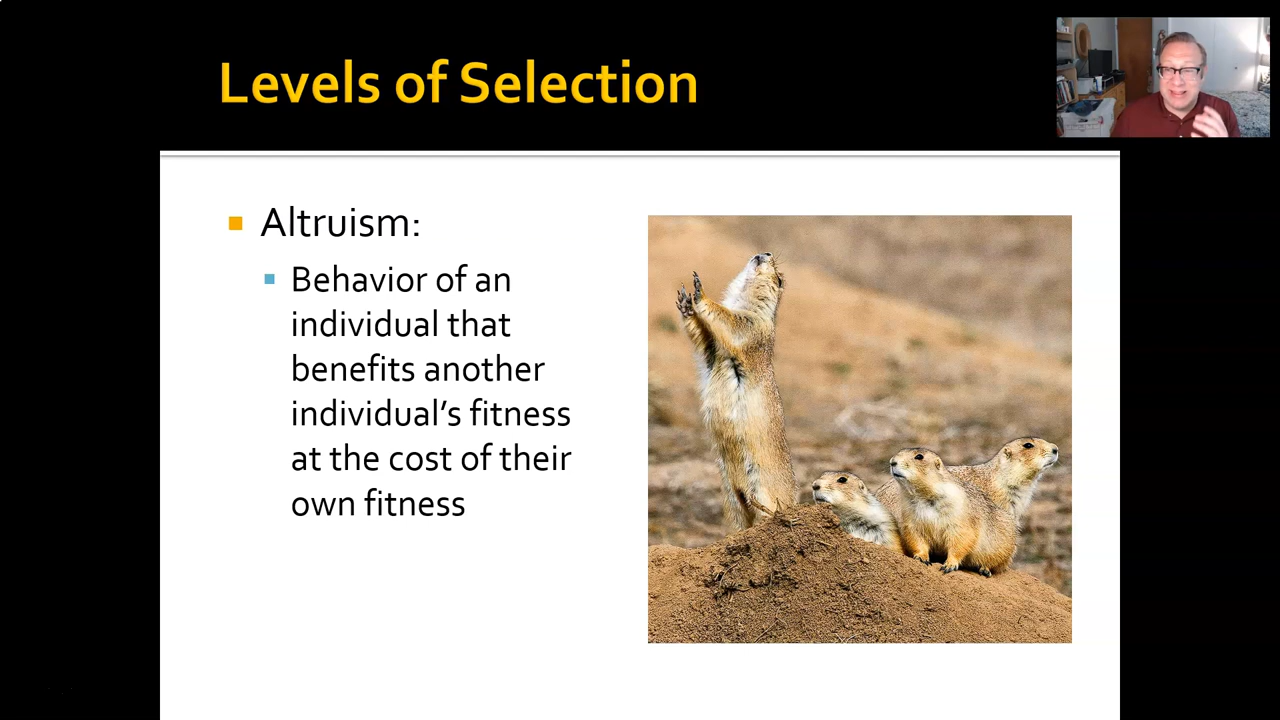 Levels of Selection
Altruism:
Behavior of an
individual that
benefits another
individual’s fitness
at the cost of their
own fitness